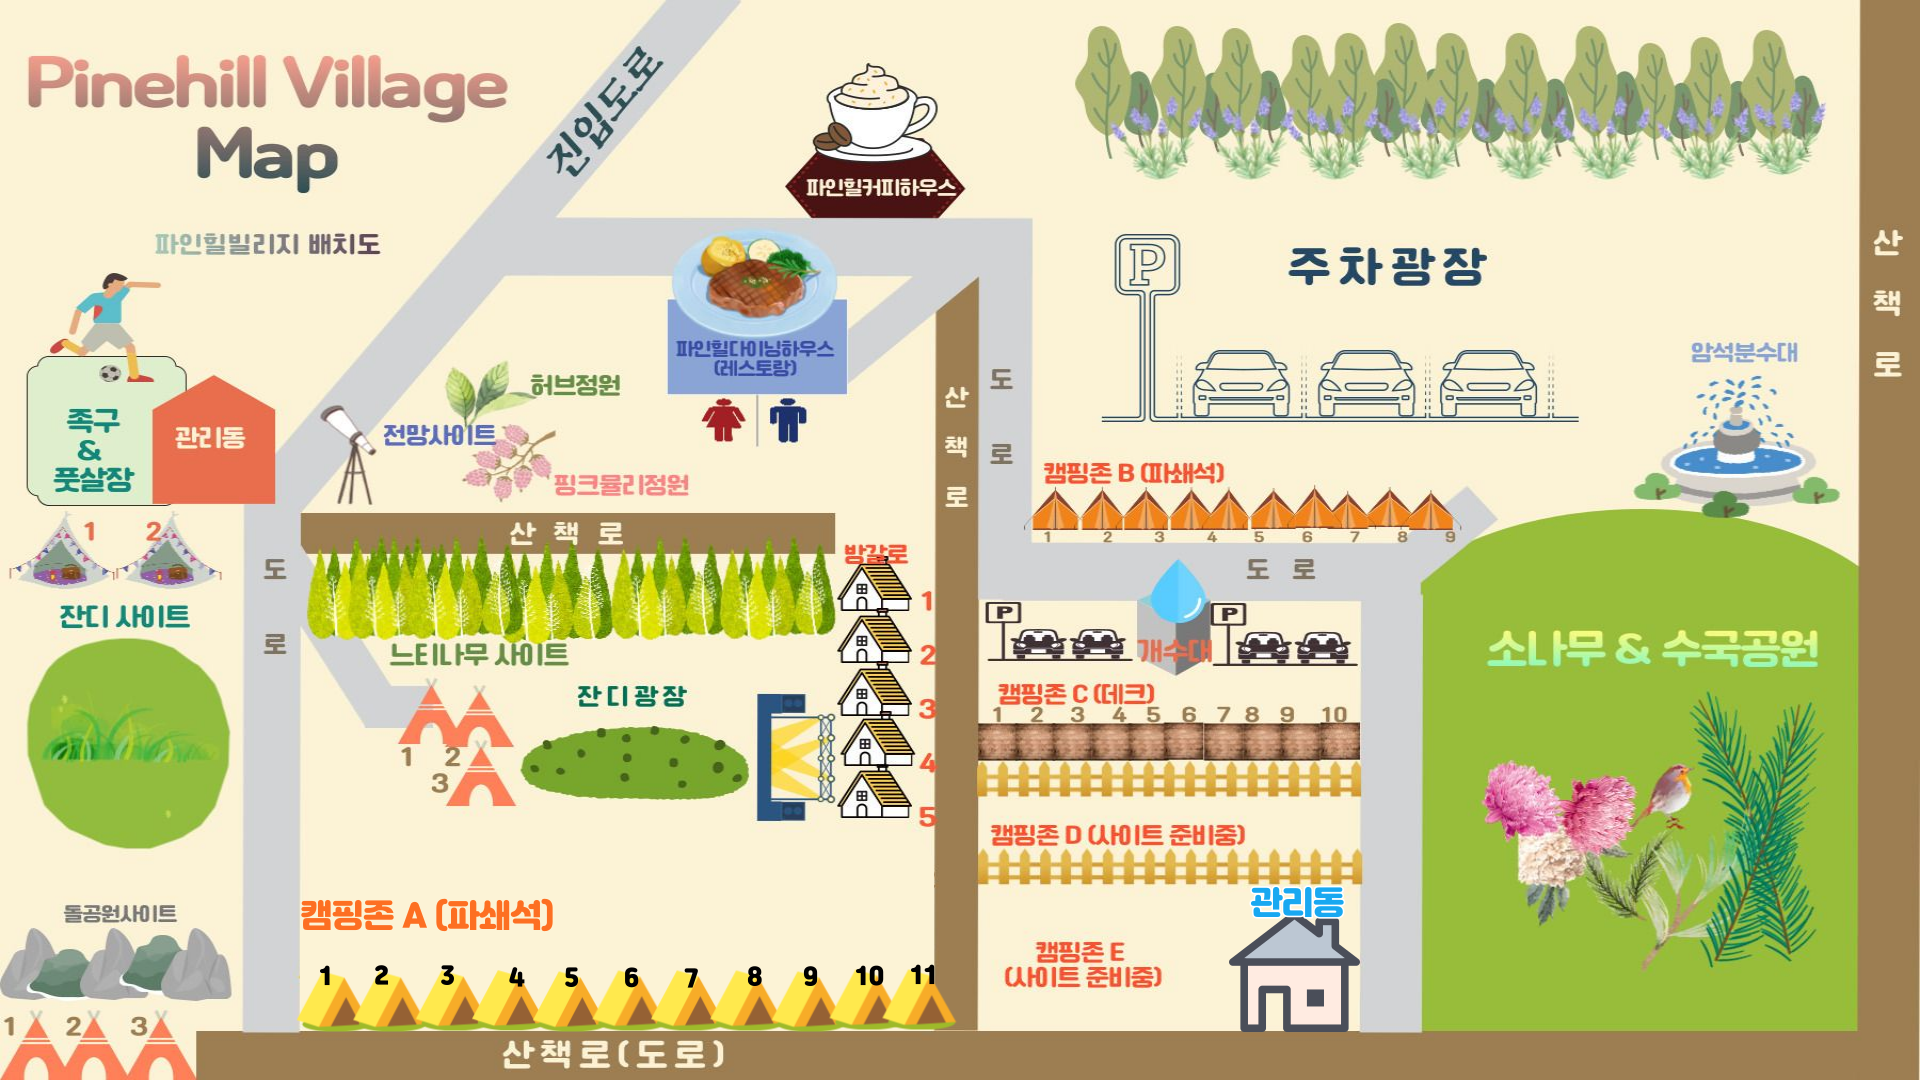 Pinehill Village
Map
파인힐빌리지 배치도
진입도로
파인힐커피하우스
주차광장
P
산
책
로
암석분수대
족구
&
풋살장
관리동
전망사이트
허브정원
핑크뮬리정원
파인힐다이닝하우스
(레스토랑)
산
책
로
도
로
캠핑존 B (파쇄석)
1 2 3 4 5 6 7 8 9
도 로
산 책 로
1 2
잔디 사이트
도
로
느티나무 사이트
1 2
3
잔디광장
방갈로
1
2
3
4
5
P
개수대
P
캠핑존 C (데크)
1 2 3 4 5 6 7 8 9 10
캠핑존 D (사이트 준비중)
캠핑존 E
(사이트 준비중)
관리동
소나무 & 수국공원
돌공원사이트
1 2 3
캠핑존 A (파쇄석)
1 2 3 4 5 6 7 8 9 10 11
산책로(도로)